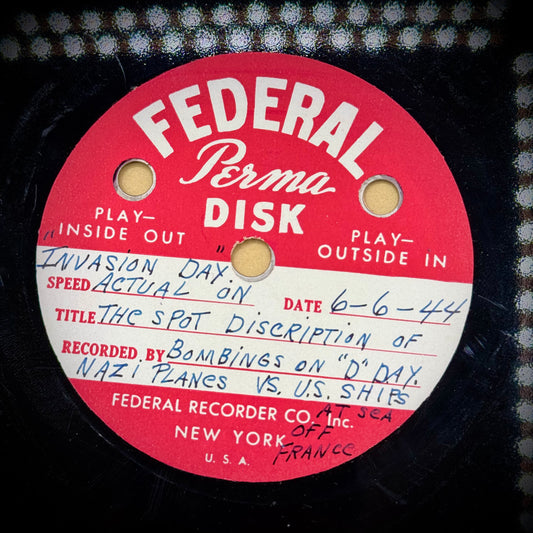 FEDERAL
Perma
DISK
PLAY—
INSIDE OUT
PLAY—
OUTSIDE IN
"INVASION DAY"
SPEED ACTUAL ON DATE 6-6-44
TITLE THE SPOT DISCRIPTION OF
RECORDED BY BOMBINGS ON "D" DAY.
NAZI PLANES VS. U.S. SHIPS
AT SEA
OFF
FRANCE
FEDERAL RECORDER CO. Inc.
NEW YORK
U. S. A.